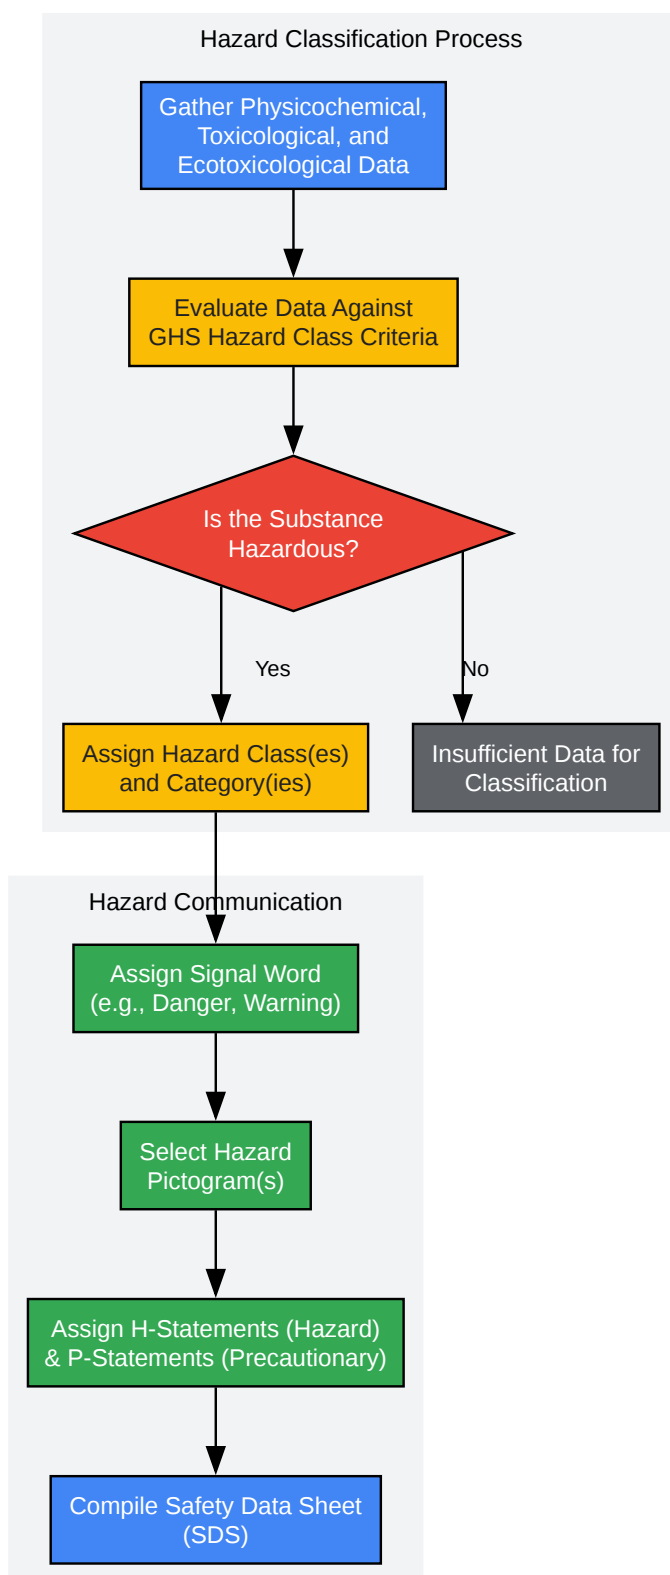 Hazard Classification Process
Gather Physicochemical,
Toxicological, and
Ecotoxicological Data
Evaluate Data Against
GHS Hazard Class Criteria
Is the Substance
Hazardous?
Yes
No
Assign Hazard Class(es)
and Category(ies)
Insufficient Data for
Classification
Hazard Communication
Assign Signal Word
(e.g., Danger, Warning)
Select Hazard
Pictogram(s)
Assign H-Statements (Hazard)
& P-Statements (Precautionary)
Compile Safety Data Sheet
(SDS)